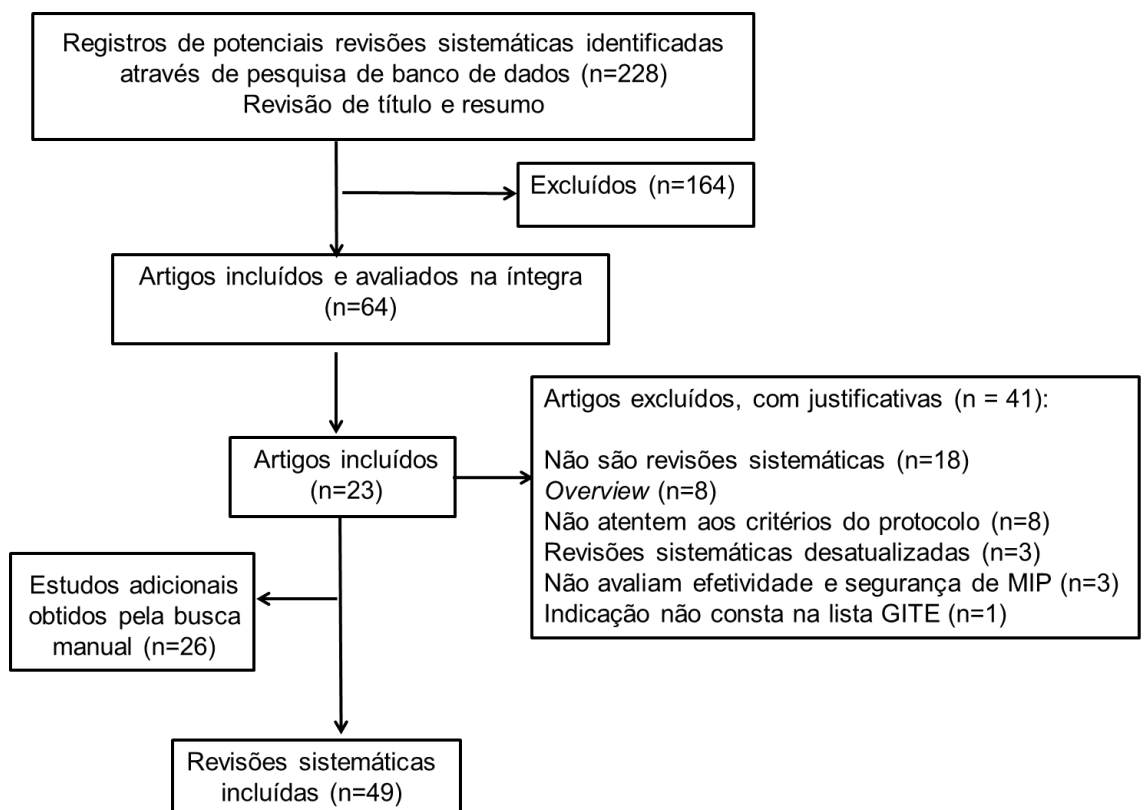 Registros de potenciais revisões sistemáticas identificadas
através de pesquisa de banco de dados (n=228)
Revisão de título e resumo
Excluídos (n=164)
Artigos incluídos e avaliados na íntegra
(n=64)
Artigos incluídos
(n=23)
Artigos excluídos, com justificativas (n = 41):
Não são revisões sistemáticas (n=18)
Overview (n=8)
Não atentem aos critérios do protocolo (n=8)
Revisões sistemáticas desatualizadas (n=3)
Não avaliam efetividade e segurança de MIP (n=3)
Indicação não consta na lista GITE (n=1)
Estudos adicionais
obtidos pela busca
manual (n=26)
Revisões sistemáticas
incluídas (n=49)